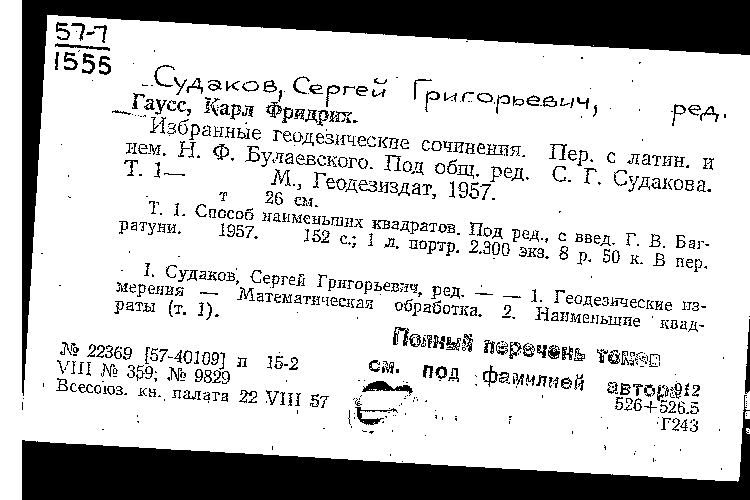 57-7
1555
Судаков, Сергей Григорьевич, ред.
Гаусс, Карл Фридрих.
Избранные геодезические сочинения. Пер. с латин. и
нем. Н. Ф. Булаевского. Под общ. ред. С. Г. Судакова.
Т. 1— М., Геодезиздат, 1957.
т 26 см.
Т. 1. Способ наименьших квадратов. Под ред., с введ. Г. В. Баг-
ратуни. 1957. 152 с.; 1 л. портр. 2.300 экз. 8 р. 50 к. В пер.
I. Судаков, Сергей Григорьевич, ред. — — 1. Геодезические из-
мерения — Математическая обработка. 2. Наименьшие квад-
раты (т. 1).
Полный перечень томов
см. под фамилией автора
№ 22369 [57-40109] п 15-2
VIII № 359; № 9829
Всесоюз. кн. палата 22 VIII 57
912
526+526.5
Г243